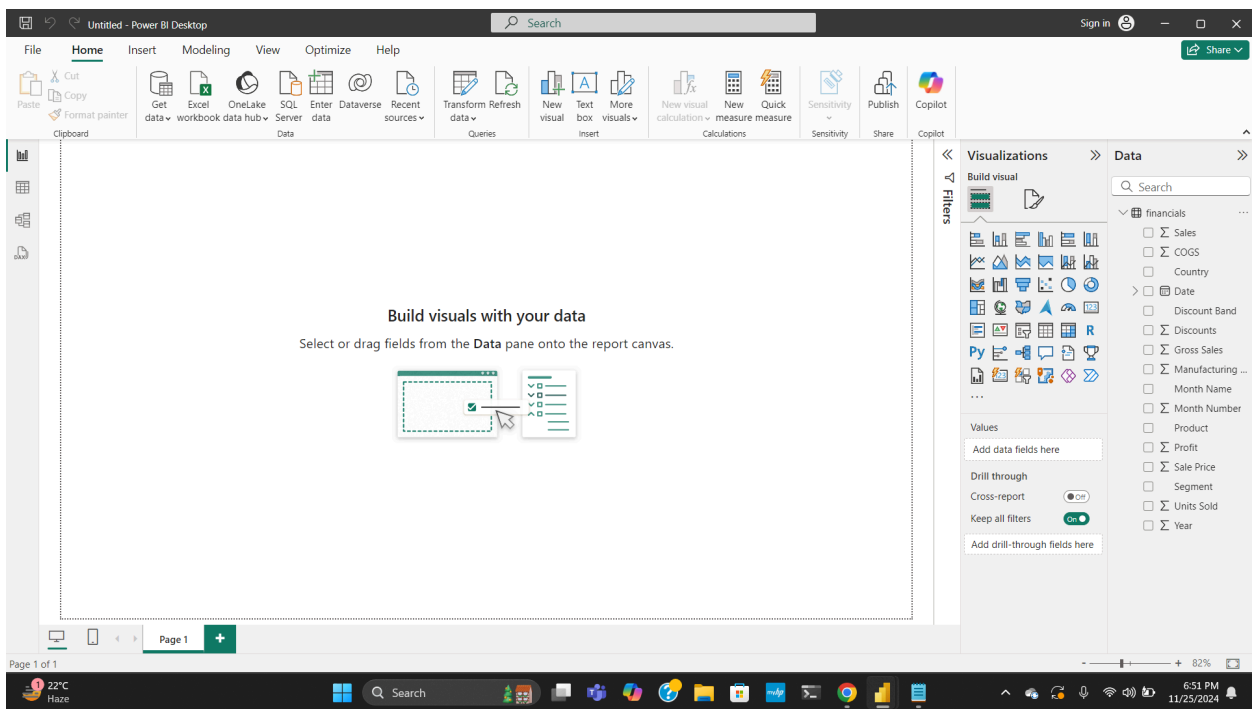 Untitled - Power BI Desktop
Search
Sign in
File Home Insert Modeling View Optimize Help
Share
Paste
Cut
Copy
Format painter
Clipboard
Get data
Excel workbook
OneLake data hub
SQL Server
Enter data
Dataverse
Recent sources
Data
Transform data
Refresh
Queries
New visual
Text box
More visuals
Insert
New visual calculation
New measure
Quick measure
Calculations
Sensitivity
Sensitivity
Publish
Share
Copilot
Copilot
Build visuals with your data
Select or drag fields from the Data pane onto the report canvas.
Filters
Visualizations
Build visual
R
Py
123
Values
Add data fields here
Drill through
Cross-report
Off
Keep all filters
On
Add drill-through fields here
Data
Search
financials
Sales
COGS
Country
Date
Discount Band
Discounts
Gross Sales
Manufacturing ...
Month Name
Month Number
Product
Profit
Sale Price
Segment
Units Sold
Year
Page 1
Page 1 of 1
82%
1
22°C
Haze
Search
6:51 PM
11/25/2024